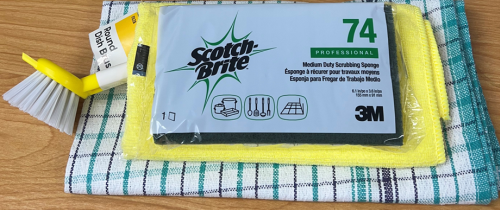 Round
Dish B
Scotch-
Brite
74
PROFESSIONAL
Medium Duty Scrubbing Sponge
Éponge à récurer pour travaux moyens
Esponja para Fregar de Trabajo Medio
1
3M